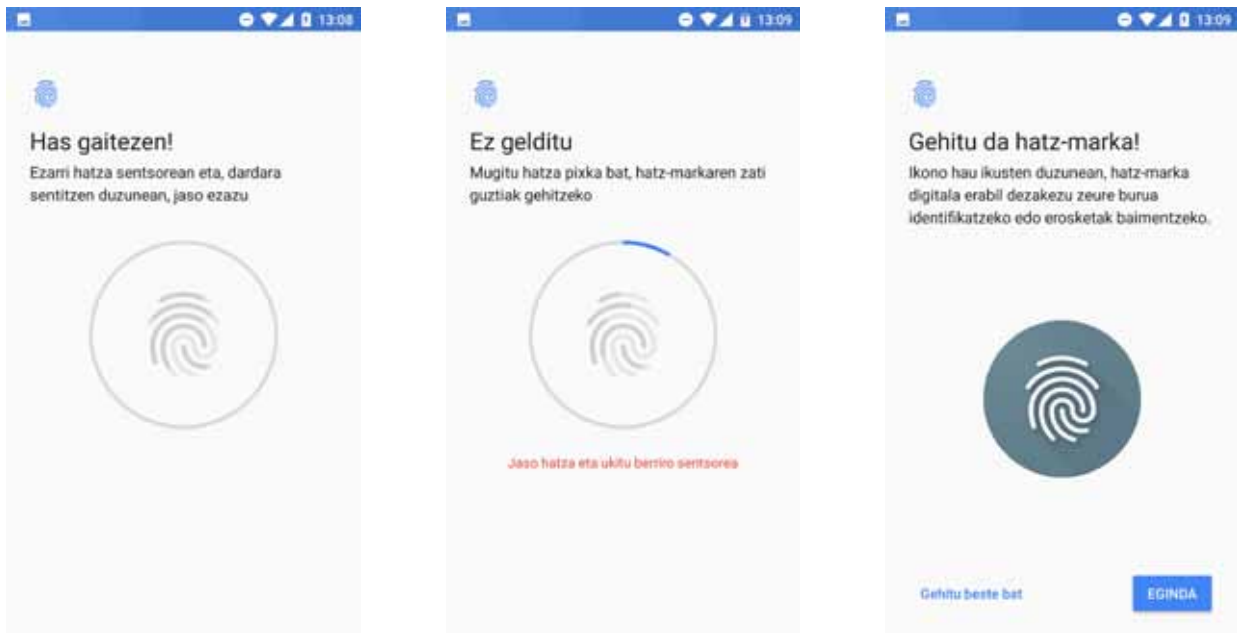 13:08
Has gaitezen!
Ezarri hatza sentsorean eta, dardara
sentitzen duzunean, jaso ezazu
13:09
Ez gelditu
Mugitu hatza pixka bat, hatz-markaren zati
guztiak gehitzeko
Jaso hatza eta ukitu berriro sentsorea
13:09
Gehitu da hatz-marka!
Ikono hau ikusten duzunean, hatz-marka
digitala erabil dezakezu zeure burua
identifikatzeko edo erosketak baimentzeko.
Gehitu beste bat
EGINDA